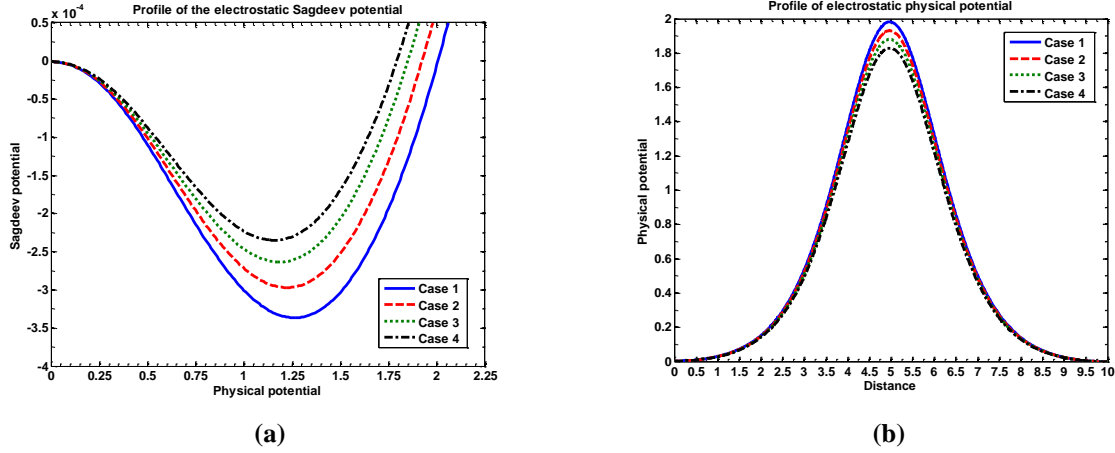 Profile of the electrostatic Sagdeev potential
x 10^-4
0.5
0
-0.5
-1
-1.5
-2
-2.5
-3
-3.5
-4
Sagdeev potential
0 0.25 0.5 0.75 1 1.25 1.5 1.75 2 2.25
Physical potential
Case 1
Case 2
Case 3
Case 4
(a)
Profile of electrostatic physical potential
2
1.8
1.6
1.4
1.2
1
0.8
0.6
0.4
0.2
0
Physical potential
0 0.5 1 1.5 2 2.5 3 3.5 4 4.5 5 5.5 6 6.5 7 7.5 8 8.5 9 9.5 10
Distance
Case 1
Case 2
Case 3
Case 4
(b)